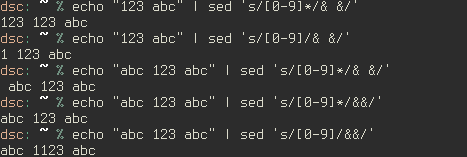 dsc: ~ % echo "123 abc" | sed 's/[0-9]*/& &/'
123 123 abc
dsc: ~ % echo "123 abc" | sed 's/[0-9]/& &/'
1 123 abc
dsc: ~ % echo "abc 123 abc" | sed 's/[0-9]*/& &/'
 abc 123 abc
dsc: ~ % echo "abc 123 abc" | sed 's/[0-9]*/&&/'
abc 123 abc
dsc: ~ % echo "abc 123 abc" | sed 's/[0-9]/&&/'
abc 1123 abc